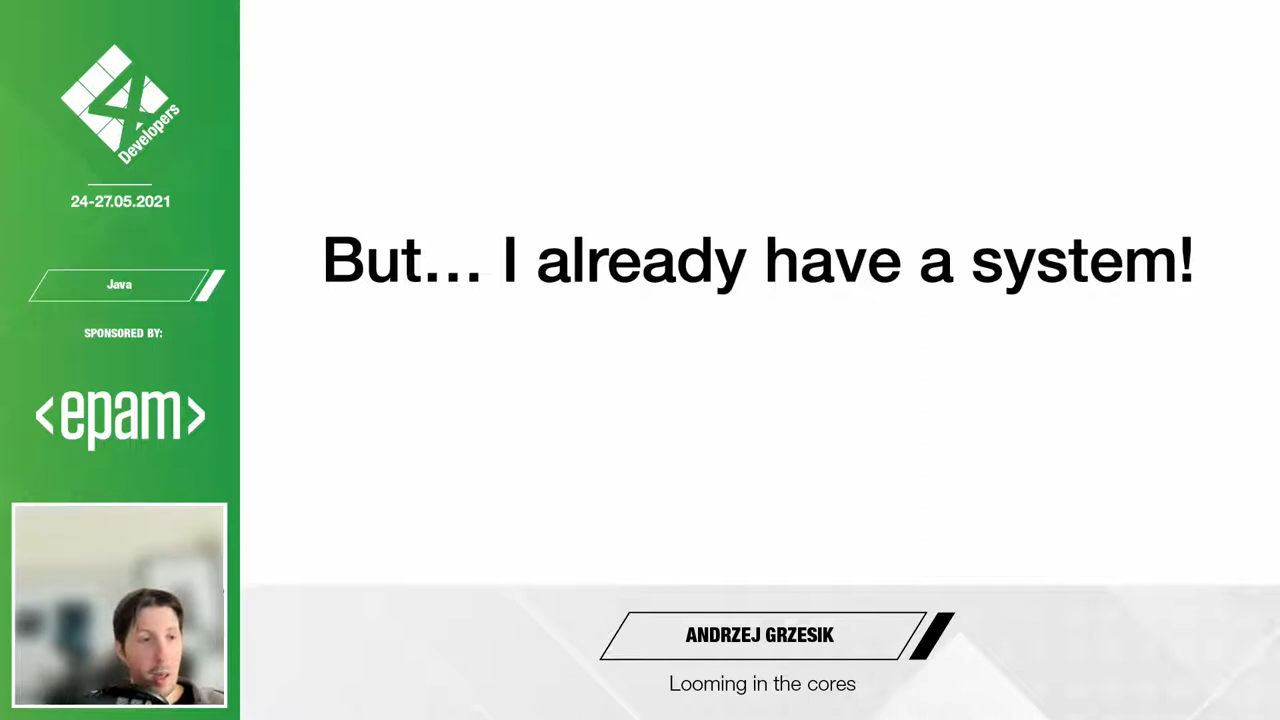 4
Developers
24-27.05.2021
Java
SPONSORED BY:
<epam>
But... I already have a system!
ANDRZEJ GRZESIK
Looming in the cores